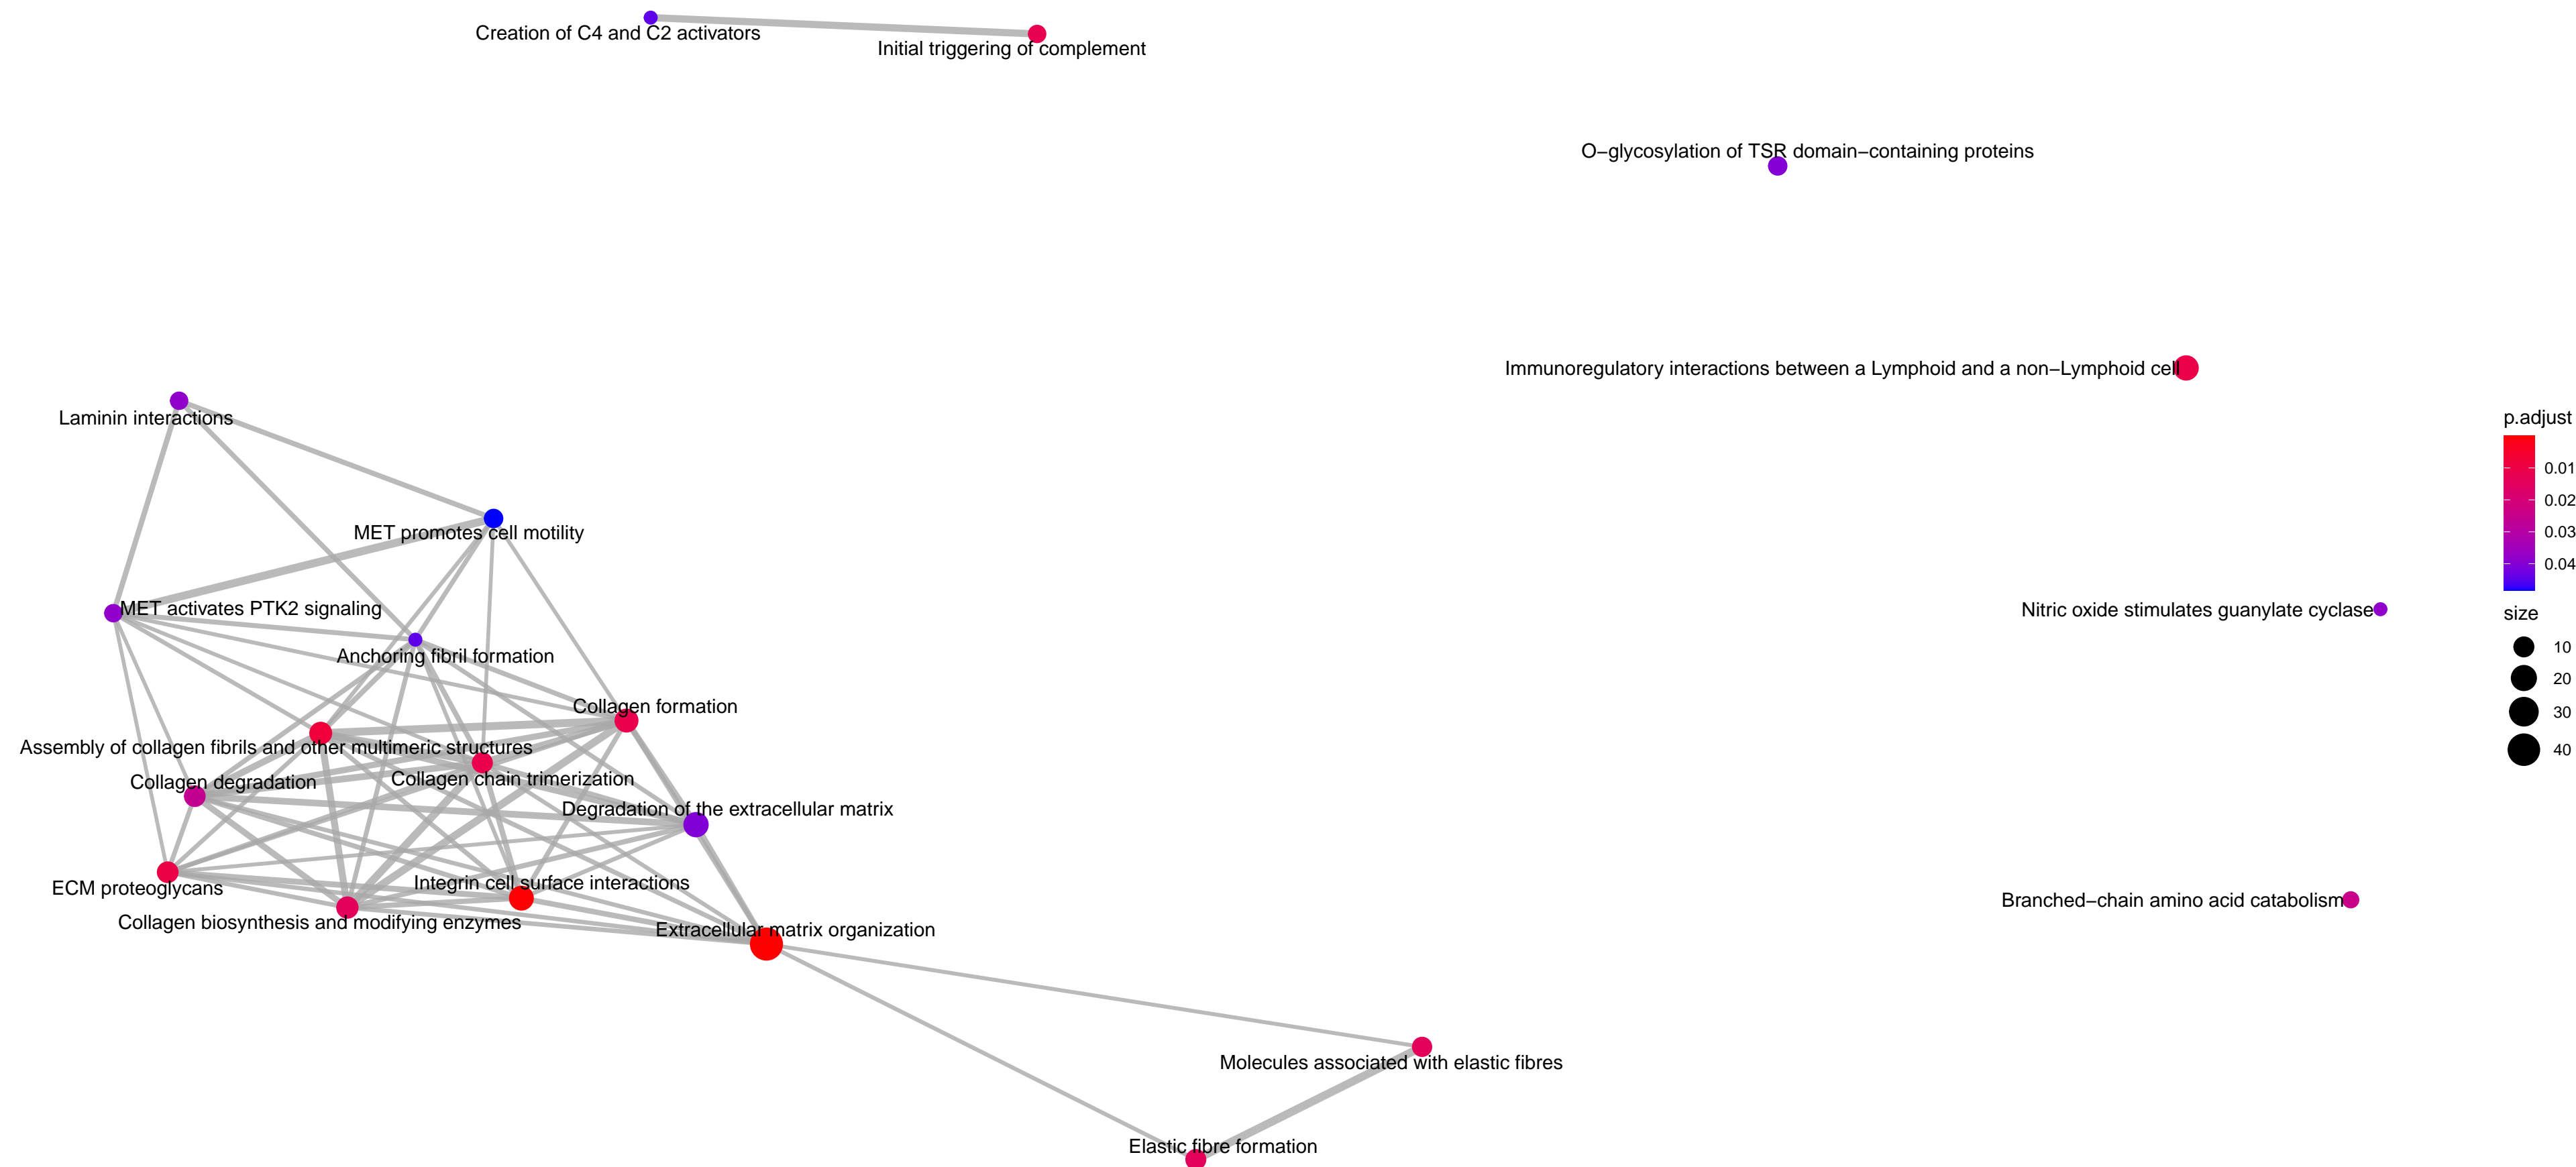 Creation of C4 and C2 activators
Initial triggering of complement
O−glycosylation of TSR domain−containing proteins
Immunoregulatory interactions between a Lymphoid and a non−Lymphoid cell
Laminin interactions
MET promotes cell motility
MET activates PTK2 signaling
Anchoring fibril formation
Nitric oxide stimulates guanylate cyclase
Collagen formation
Assembly of collagen fibrils and other multimeric structures
Collagen degradation
Collagen chain trimerization
Degradation of the extracellular matrix
Integrin cell surface interactions
ECM proteoglycans
Collagen biosynthesis and modifying enzymes
Extracellular matrix organization
Branched−chain amino acid catabolism
Molecules associated with elastic fibres
Elastic fibre formation
p.adjust
0.01
0.02
0.03
0.04
size
10
20
30
40